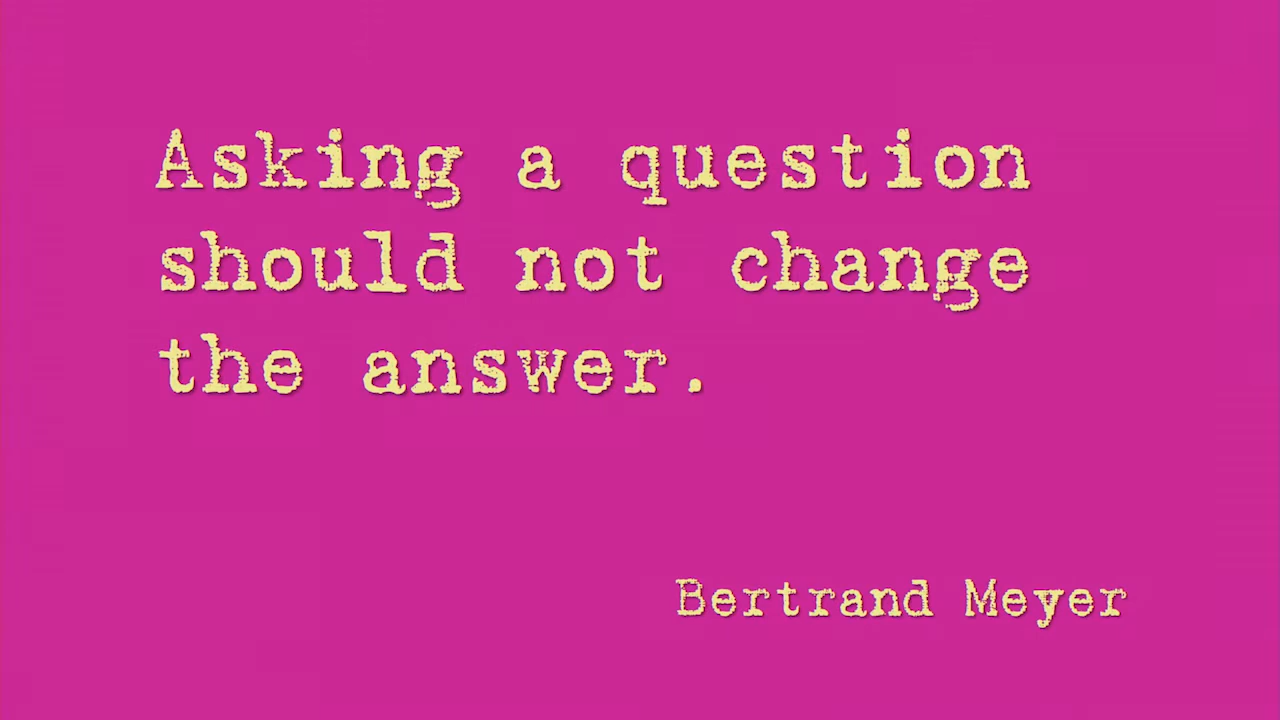 Asking a question
should not change
the answer.
Bertrand Meyer